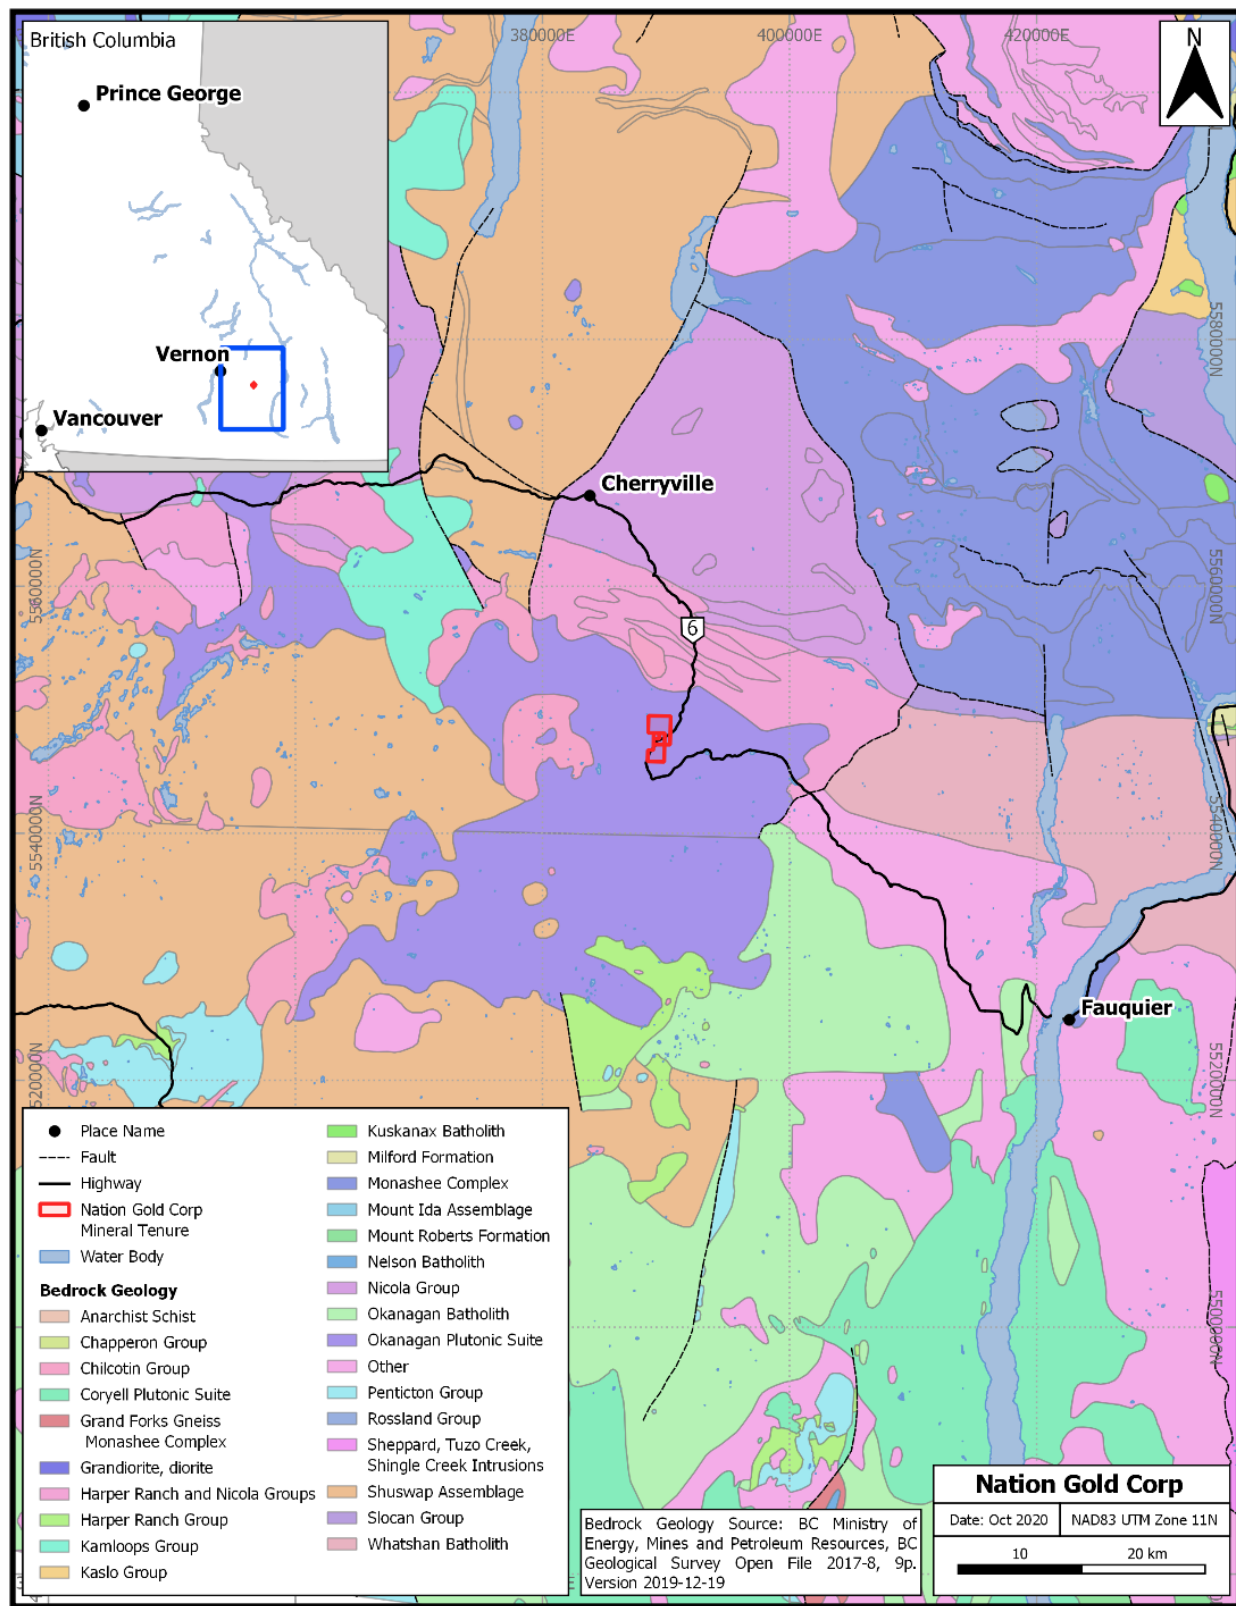 British Columbia
Prince George
Vernon
Vancouver
380000E
400000E
420000E
N
5580000N
5560000N
5560000N
5540000N
5540000N
5520000N
5520000N
5500000N
Cherryville
6
Fauquier
Place Name
Fault
Highway
Nation Gold Corp
Mineral Tenure
Water Body
Bedrock Geology
Anarchist Schist
Chapperon Group
Chilcotin Group
Coryell Plutonic Suite
Grand Forks Gneiss
Monashee Complex
Grandiorite, diorite
Harper Ranch and Nicola Groups
Harper Ranch Group
Kamloops Group
Kaslo Group
Kuskanax Batholith
Milford Formation
Monashee Complex
Mount Ida Assemblage
Mount Roberts Formation
Nelson Batholith
Nicola Group
Okanagan Batholith
Okanagan Plutonic Suite
Other
Penticton Group
Rossland Group
Sheppard, Tuzo Creek,
Shingle Creek Intrusions
Shuswap Assemblage
Slocan Group
Whatshan Batholith
Bedrock Geology Source: BC Ministry of
Energy, Mines and Petroleum Resources, BC
Geological Survey Open File 2017-8, 9p.
Version 2019-12-19
Nation Gold Corp
Date: Oct 2020
NAD83 UTM Zone 11N
10
20 km